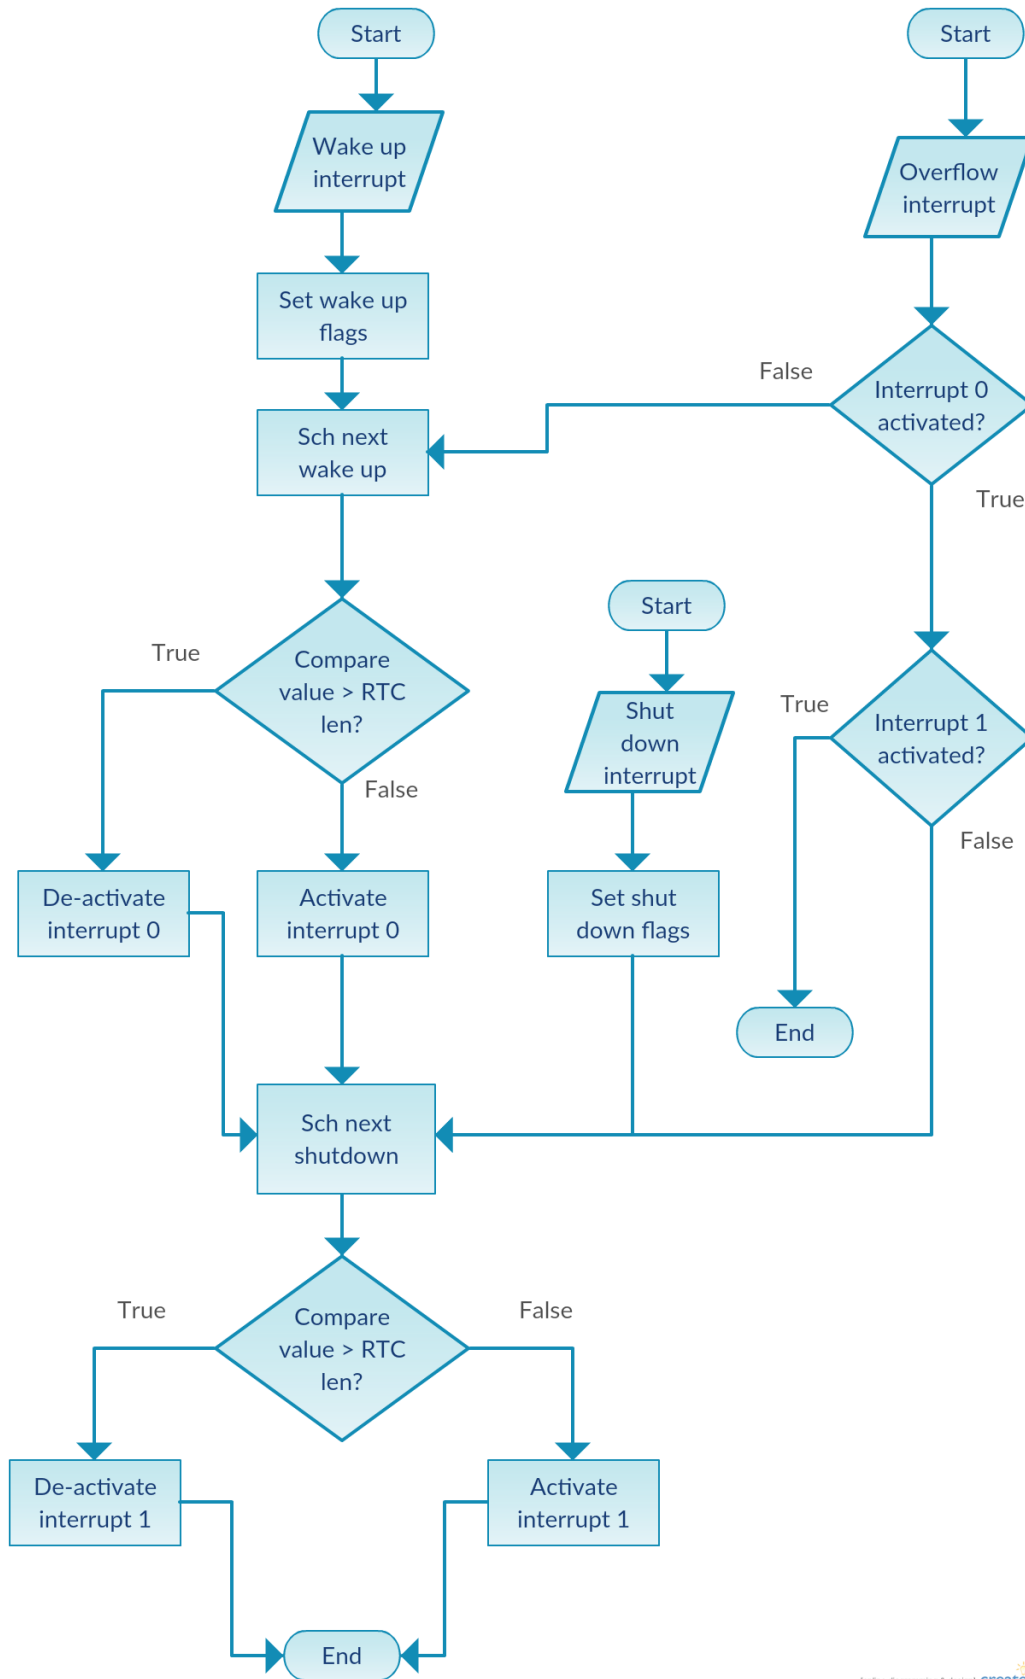 Start
Start
Wake up
interrupt
Overflow
interrupt
Set wake up
flags
False
Interrupt 0
activated?
Sch next
wake up
True
Start
True
Compare
value > RTC
len?
Shut
down
interrupt
True
Interrupt 1
activated?
False
False
De-activate
interrupt 0
Activate
interrupt 0
Set shut
down flags
End
Sch next
shutdown
True
False
Compare
value > RTC
len?
De-activate
interrupt 1
Activate
interrupt 1
End